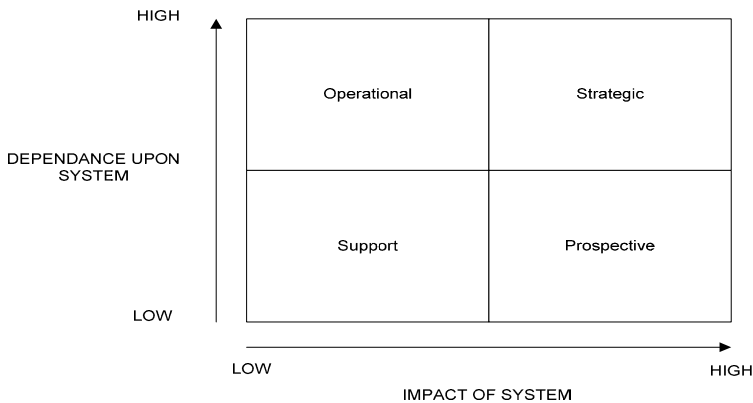 HIGH
Operational
Strategic
DEPENDANCE UPON
SYSTEM
Support
Prospective
LOW
LOW
HIGH
IMPACT OF SYSTEM